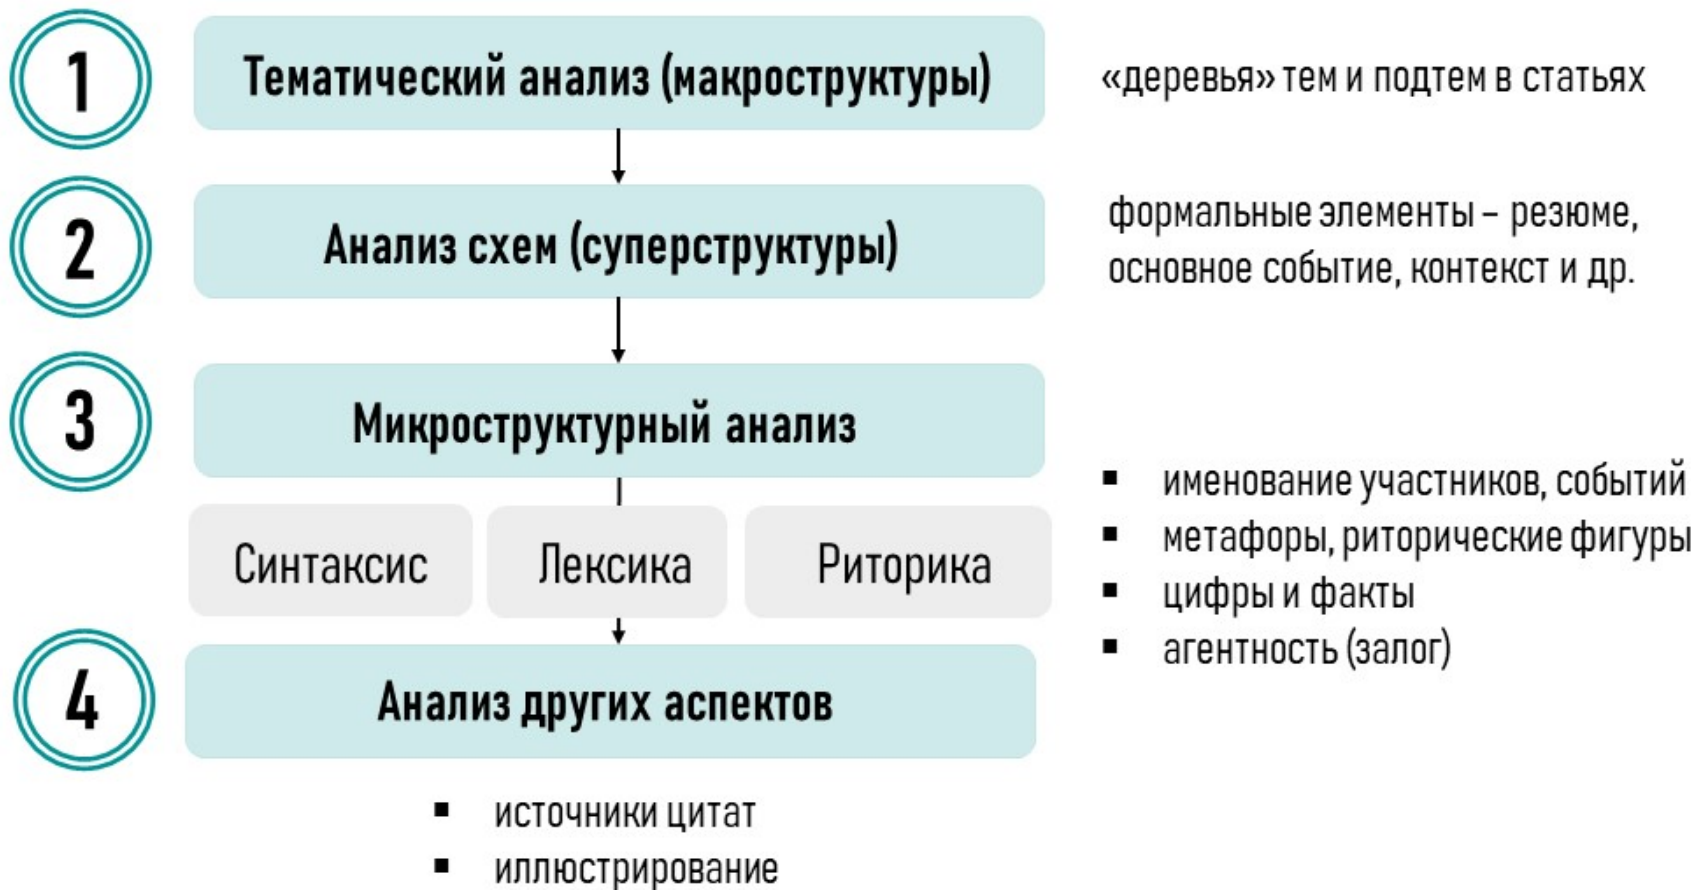 1
Тематический анализ (макроструктуры)
«деревья» тем и подтем в статьях
2
Анализ схем (суперструктуры)
формальные элементы – резюме,
основное событие, контекст и др.
3
Микроструктурный анализ
Синтаксис
Лексика
Риторика
▪ именование участников, событий
▪ метафоры, риторические фигуры
▪ цифры и факты
▪ агентность (залог)
4
Анализ других аспектов
▪ источники цитат
▪ иллюстрирование